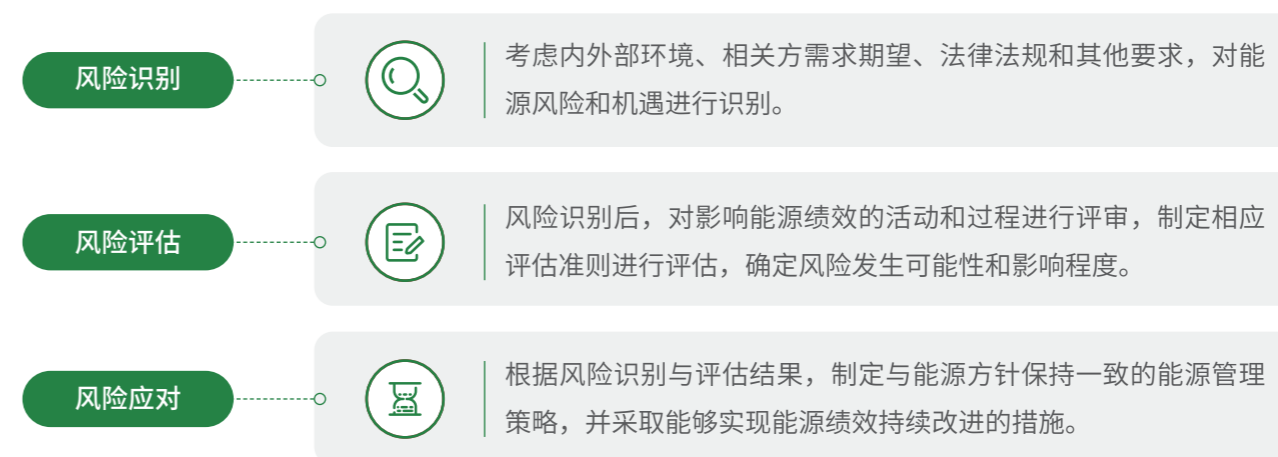 风险识别
考虑内外部环境、相关方需求期望、法律法规和其他要求，对能
源风险和机遇进行识别。
风险评估
风险识别后，对影响能源绩效的活动和过程进行评审，制定相应
评估准则进行评估，确定风险发生可能性和影响程度。
风险应对
根据风险识别与评估结果，制定与能源方针保持一致的能源管理
策略，并采取能够实现能源绩效持续改进的措施。